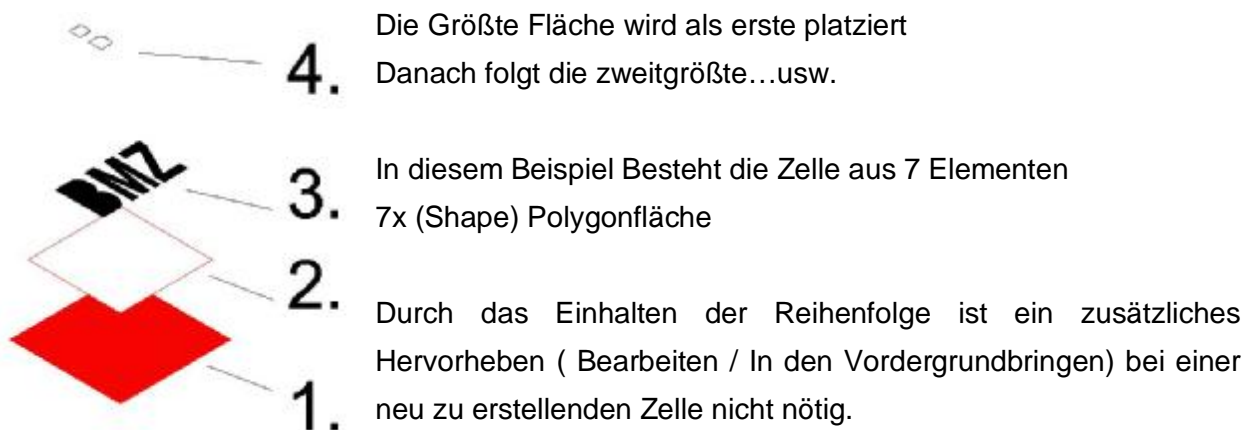 4.
Die Größte Fläche wird als erste platziert
Danach folgt die zweitgrößte…usw.
BMZ
3.
In diesem Beispiel Besteht die Zelle aus 7 Elementen
7x (Shape) Polygonfläche
2.
Durch das Einhalten der Reihenfolge ist ein zusätzliches
Hervorheben ( Bearbeiten / In den Vordergrundbringen) bei einer
neu zu erstellenden Zelle nicht nötig.
1.